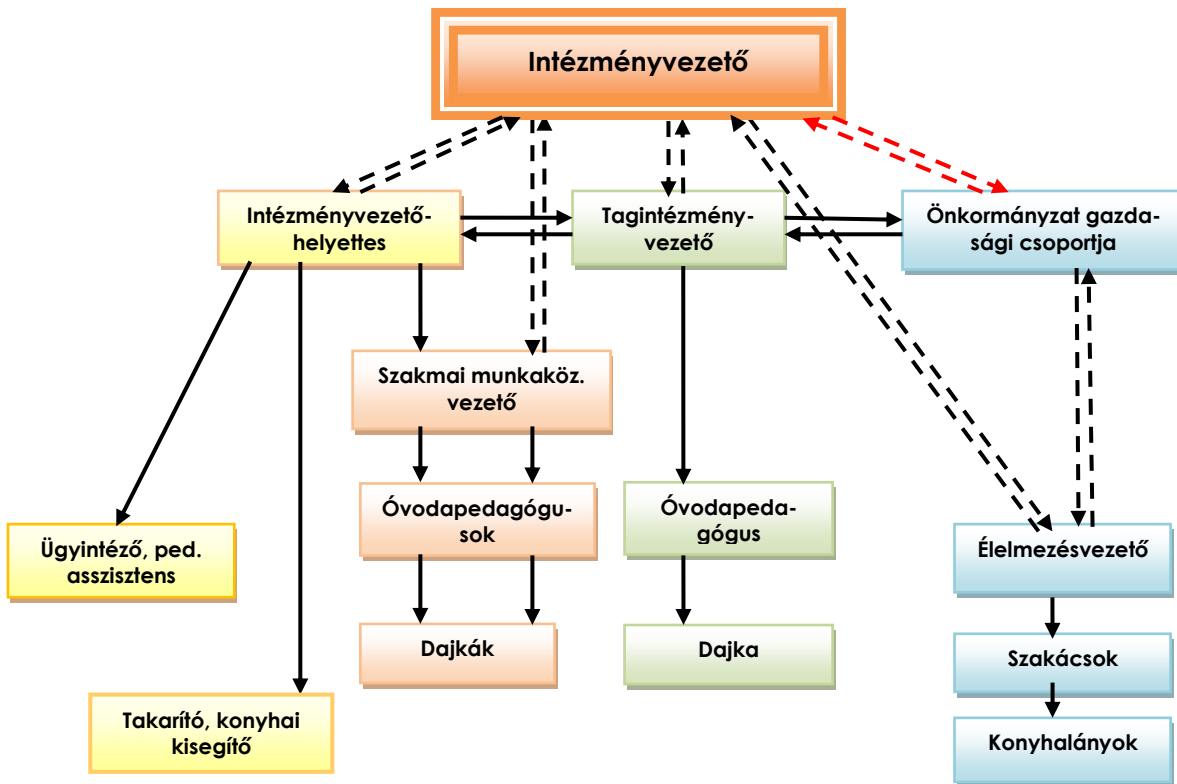 Intézményvezető
Intézményvezető-
helyettes
Tagintézmény-
vezető
Önkormányzat gazda-
sági csoportja
Szakmai munkaköz.
vezető
Óvodapedagógu-
sok
Óvodapeda-
gógus
Ügyintéző, ped.
asszisztens
Élelmezésvezető
Dajkák
Dajka
Szakácsok
Takarító, konyhai
kisegítő
Konyhalányok